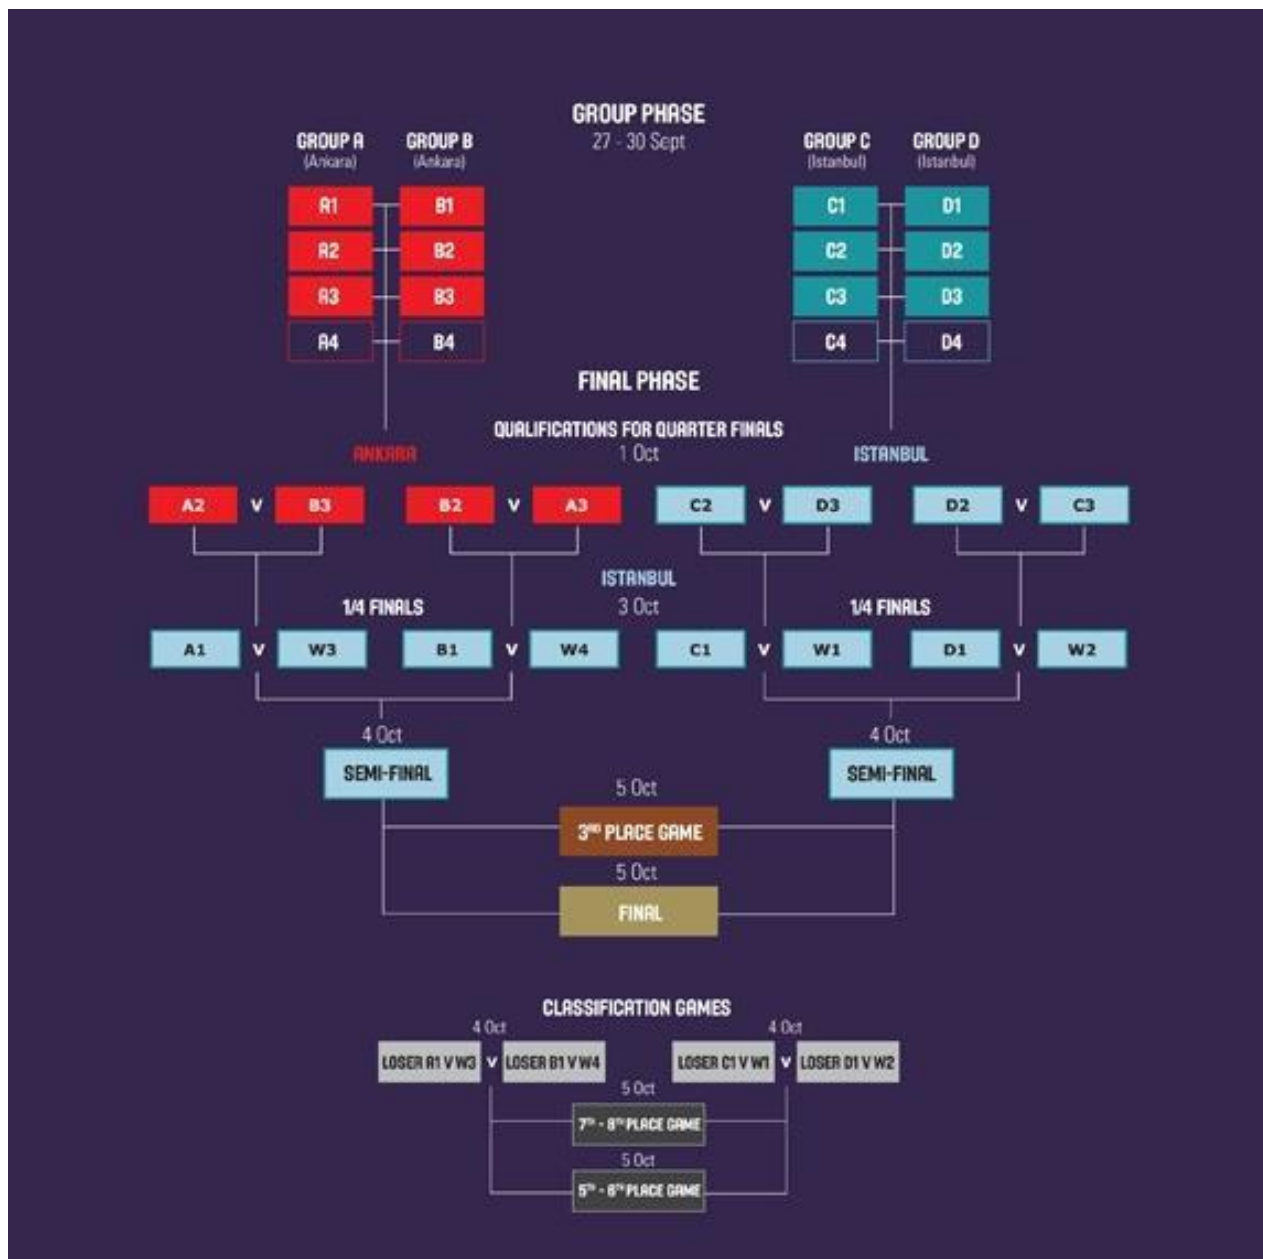 GROUP PHASE
27 - 30 Sept
GROUP A GROUP B GROUP C GROUP D
(Ankara) (Ankara) (Istanbul) (Istanbul)
A1 B1 C1 D1
A2 B2 C2 D2
A3 B3 C3 D3
A4 B4 C4 D4
FINAL PHASE
QUALIFICATIONS FOR QUARTER FINALS
ANKARA 1 Oct ISTANBUL
A2 V B3 B2 V A3 C2 V D3 D2 V C3
ISTANBUL
1/4 FINALS 3 Oct 1/4 FINALS
A1 V W3 B1 V W4 C1 V W1 D1 V W2
4 Oct 4 Oct
SEMI-FINAL SEMI-FINAL
5 Oct
3RD PLACE GAME
5 Oct
FINAL
CLASSIFICATION GAMES
4 Oct 4 Oct
LOSER A1 V W3 V LOSER B1 V W4 LOSER C1 V W1 V LOSER D1 V W2
5 Oct
7TH - 8TH PLACE GAME
5 Oct
5TH - 6TH PLACE GAME